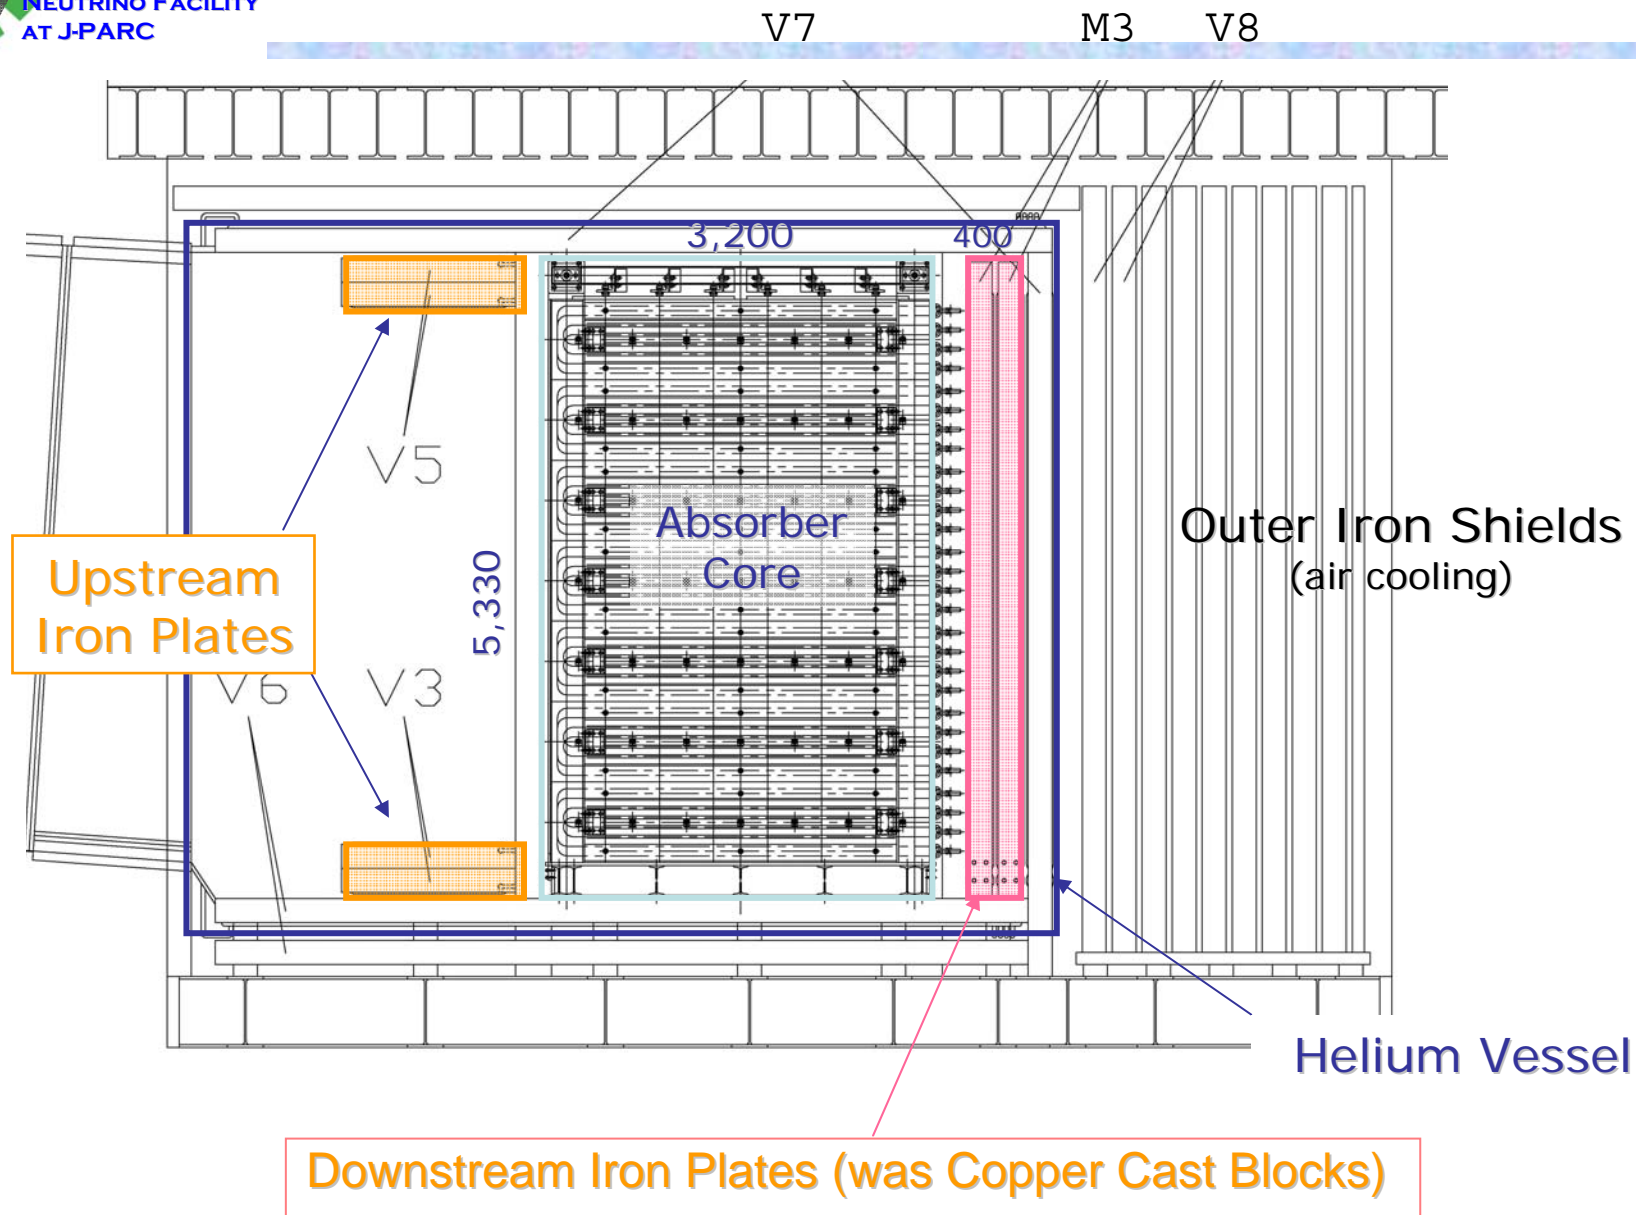 NEUTRINO FACILITY
AT J-PARC
V7 M3 V8
3,200 400
V5
Absorber
Core
Outer Iron Shields
(air cooling)
Upstream
Iron Plates
5,330
V6 V3
Helium Vessel
Downstream Iron Plates (was Copper Cast Blocks)